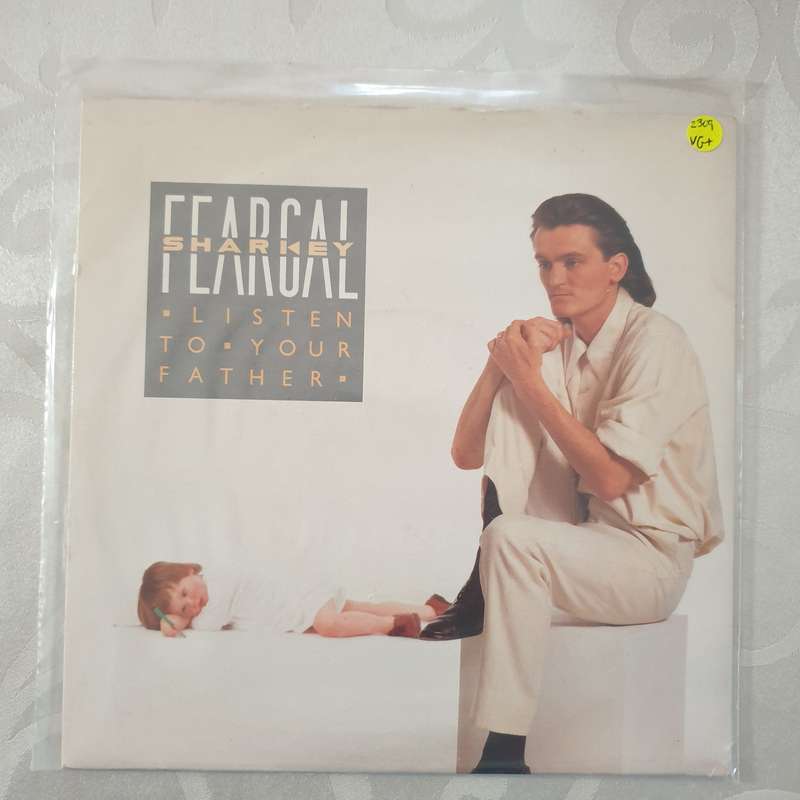 FEARGAL
SHARKEY
▪LISTEN
TO▪YOUR
FATHER▪
2309
VG+